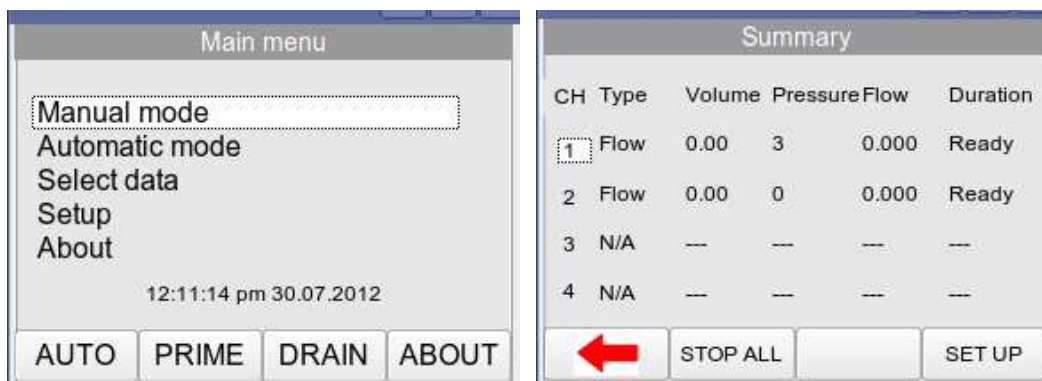 Main menu
Manual mode
Automatic mode
Select data
Setup
About
12:11:14 pm 30.07.2012
AUTO PRIME DRAIN ABOUT
Summary
CH Type Volume Pressure Flow Duration
1 Flow 0.00 3 0.000 Ready
2 Flow 0.00 0 0.000 Ready
3 N/A --- --- --- ---
4 N/A --- --- --- ---
STOP ALL SET UP